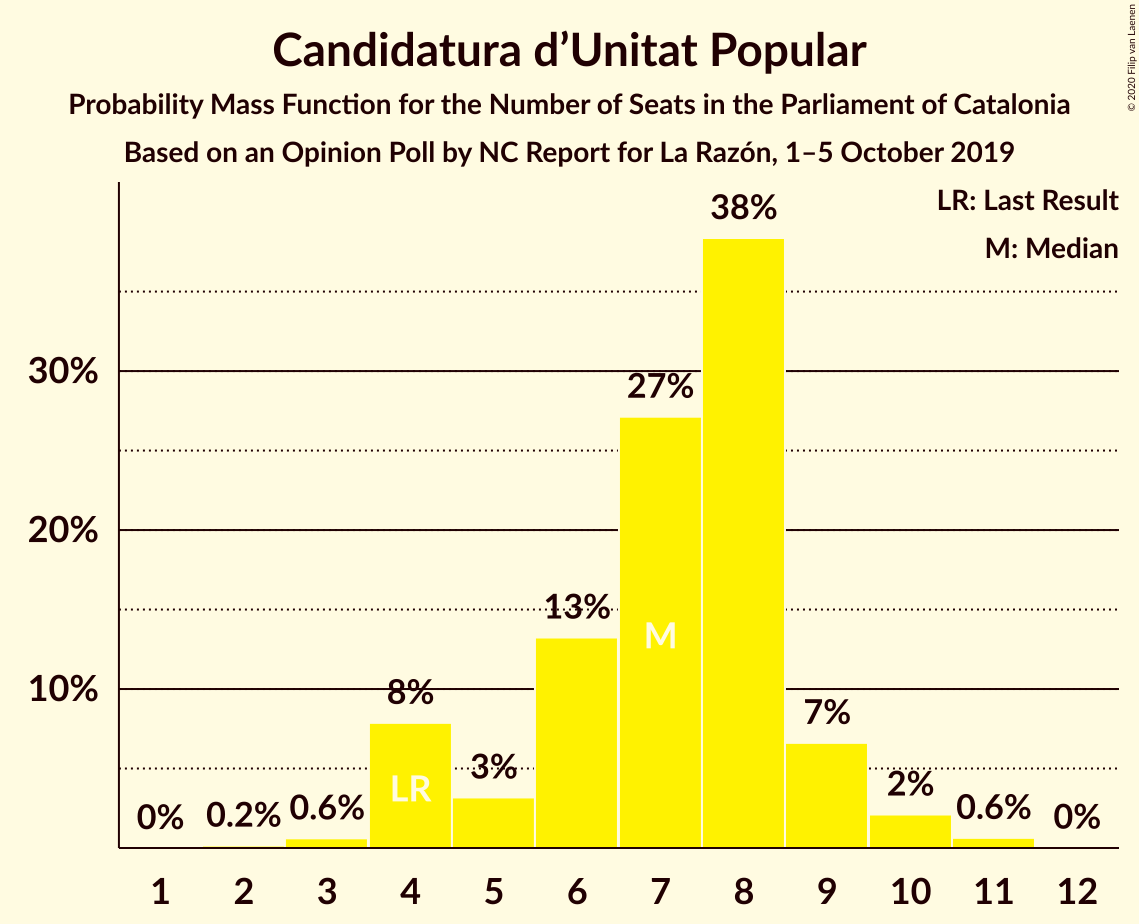 Candidatura d’Unitat Popular
Probability Mass Function for the Number of Seats in the Parliament of Catalonia
Based on an Opinion Poll by NC Report for La Razón, 1–5 October 2019
© 2020 Filip van Laenen
LR: Last Result
M: Median
38%
30%
27%
20%
13%
M
10%
8%
7%
3%
LR
2%
0%
0.2%
0.6%
0.6%
0%
1 2 3 4 5 6 7 8 9 10 11 12